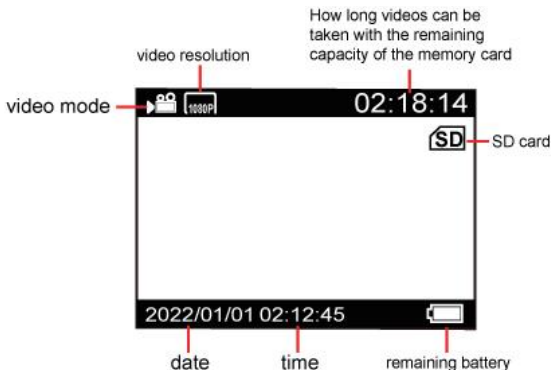 How long videos can be
taken with the remaining
capacity of the memory card
video resolution
video mode
1080P
02:18:14
SD
SD card
2022/01/01 02:12:45
date
time
remaining battery